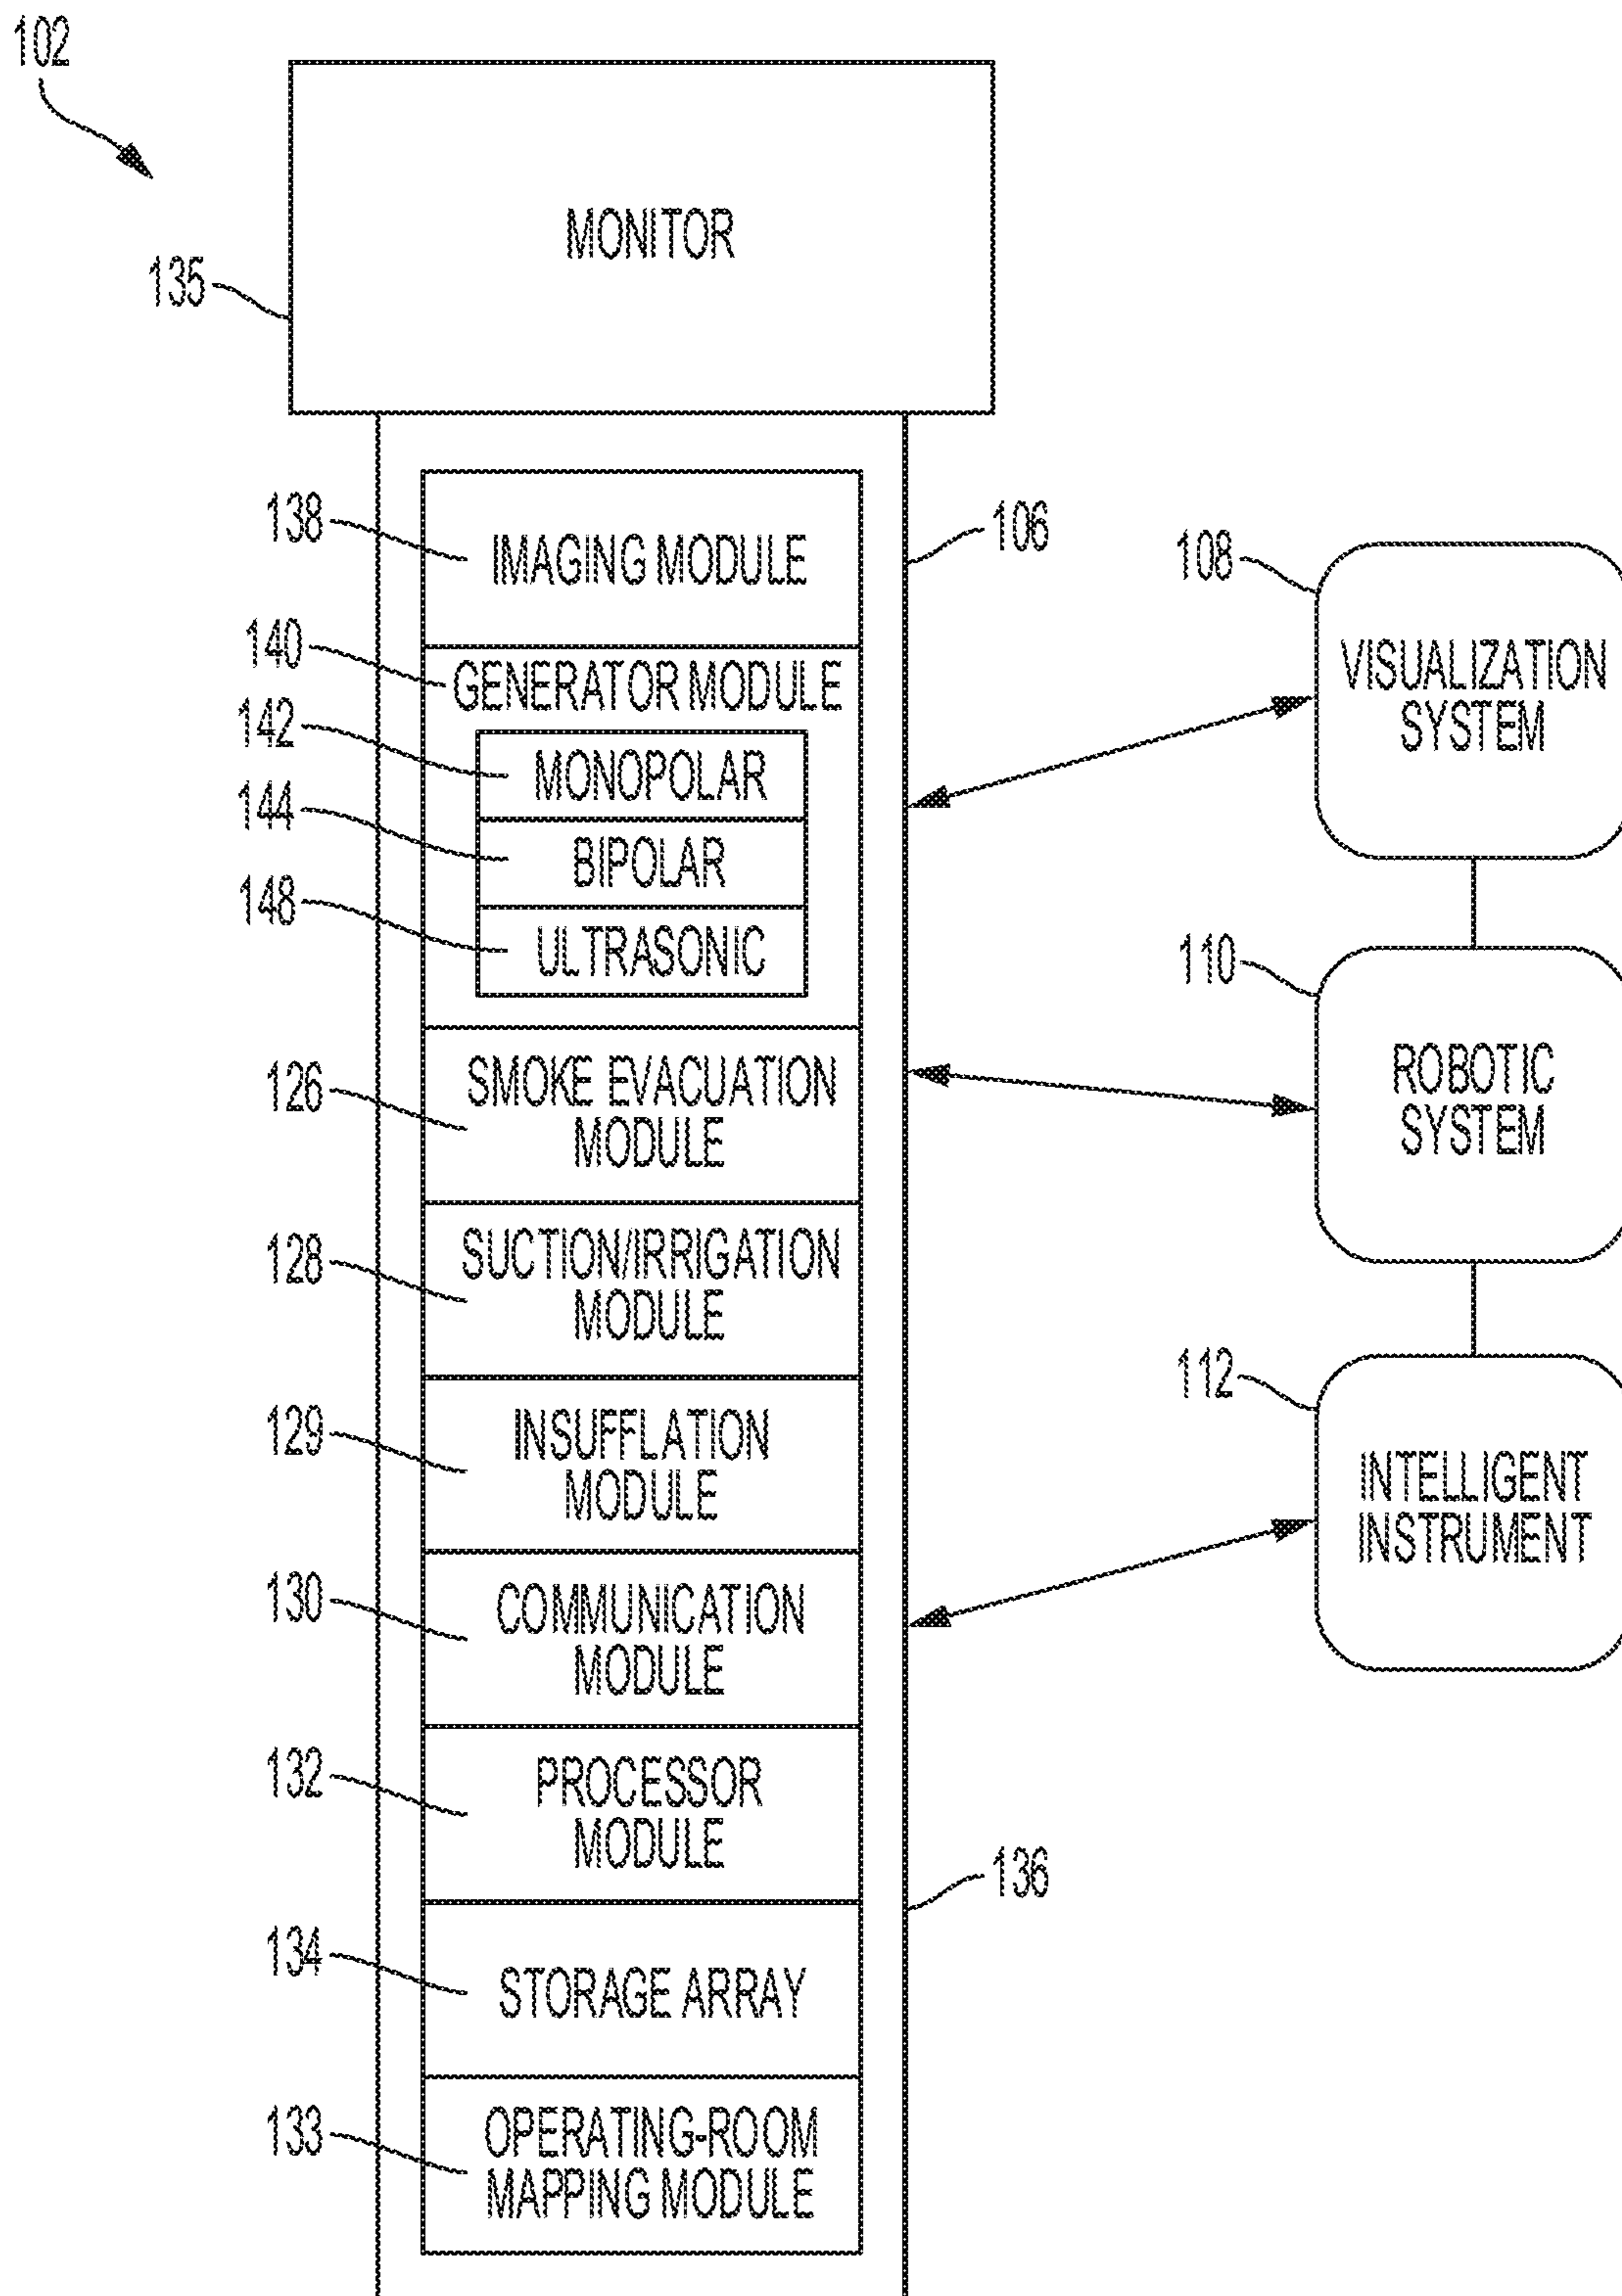 102
MONITOR
135
138
IMAGING MODULE
106
140
GENERATOR MODULE
142
MONOPOLAR
144
BIPOLAR
148
ULTRASONIC
126
SMOKE EVACUATION
MODULE
128
SUCTION/IRRIGATION
MODULE
129
INSUFFLATION
MODULE
130
COMMUNICATION
MODULE
132
PROCESSOR
MODULE
136
134
STORAGE ARRAY
133
OPERATING-ROOM
MAPPING MODULE
108
VISUALIZATION
SYSTEM
110
ROBOTIC
SYSTEM
112
INTELLIGENT
INSTRUMENT